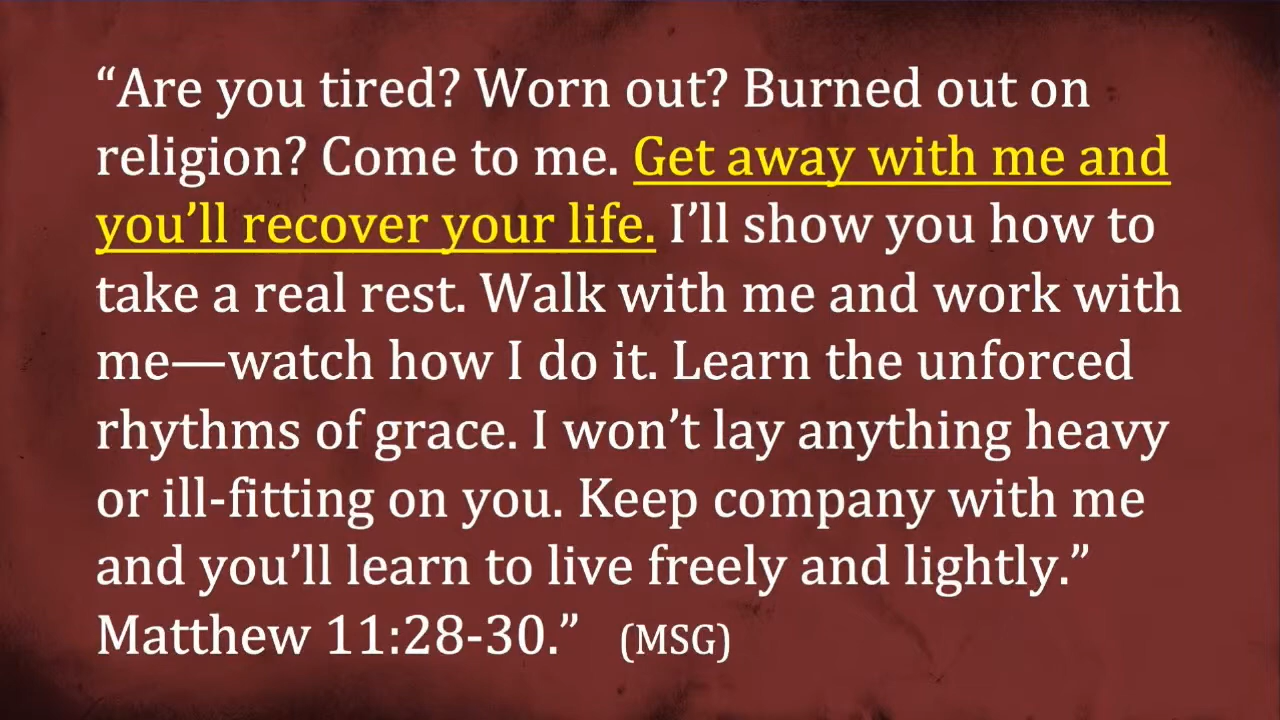 “Are you tired? Worn out? Burned out on
religion? Come to me. Get away with me and
you’ll recover your life. I’ll show you how to
take a real rest. Walk with me and work with
me—watch how I do it. Learn the unforced
rhythms of grace. I won’t lay anything heavy
or ill-fitting on you. Keep company with me
and you’ll learn to live freely and lightly.”
Matthew 11:28-30.” (MSG)